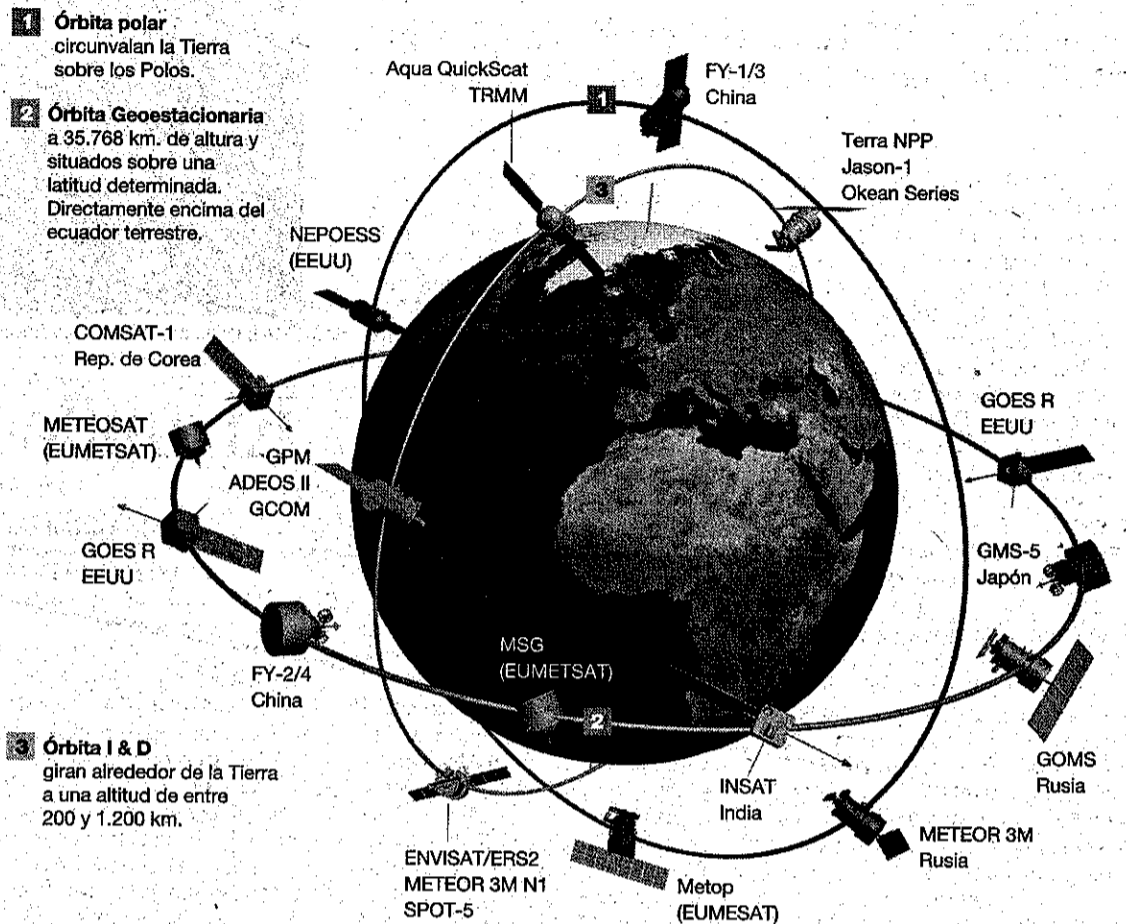 1 Órbita polar
circunvalan la Tierra
sobre los Polos.
2 Órbita Geoestacionaria
a 35.768 km. de altura y
situados sobre una
latitud determinada.
Directamente encima del
ecuador terrestre.
Aqua QuickScat
TRMM
1
FY-1/3
China
Terra NPP
Jason-1
Okean Series
3
NEPOESS
(EEUU)
COMSAT-1
Rep. de Corea
METEOSAT
(EUMETSAT)
GPM
ADEOS II
GCOM
GOES R
EEUU
GOES R
EEUU
GMS-5
Japón
FY-2/4
China
MSG
(EUMETSAT)
2
GOMS
Rusia
INSAT
India
3 Órbita I & D
giran alrededor de la Tierra
a una altitud de entre
200 y 1.200 km.
METEOR 3M
Rusia
ENVISAT/ERS2
METEOR 3M N1
SPOT-5
Metop
(EUMESAT)